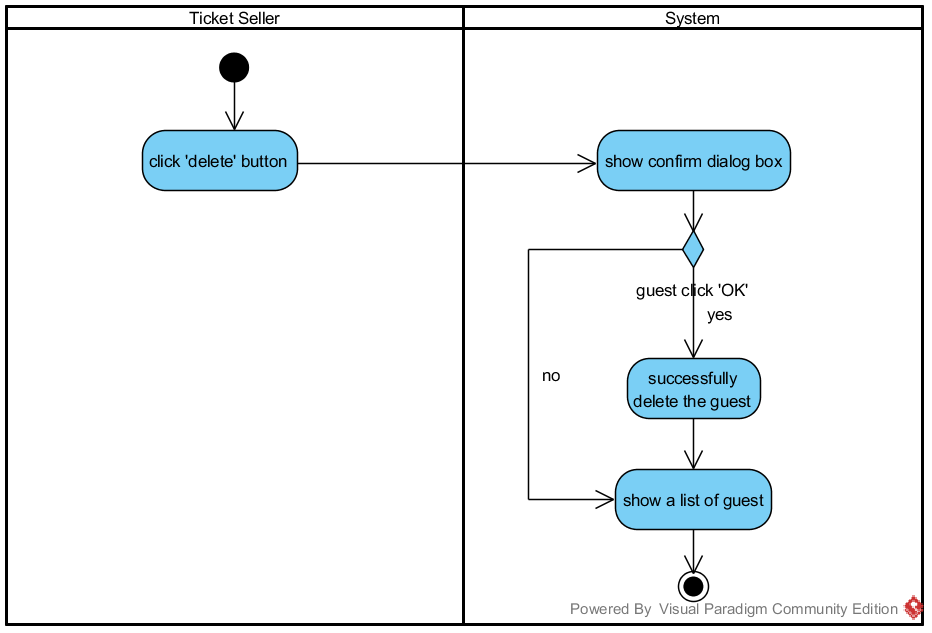 Ticket Seller
System
click 'delete' button
show confirm dialog box
guest click 'OK'
yes
no
successfully
delete the guest
show a list of guest
Powered By Visual Paradigm Community Edition